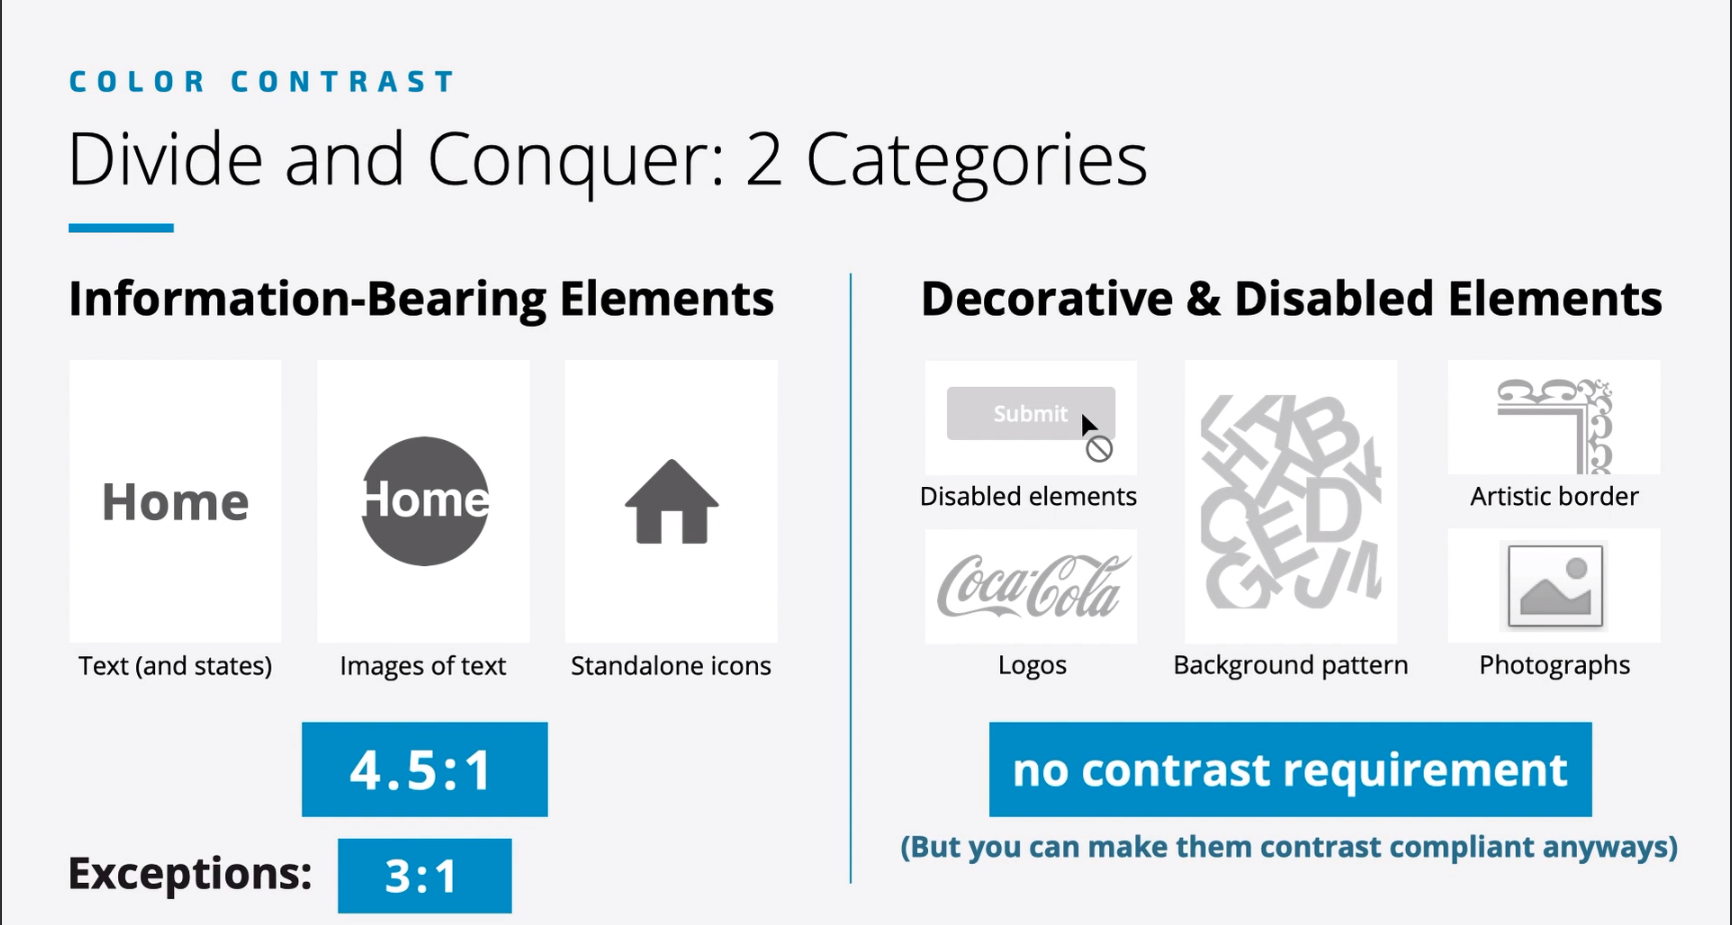 COLOR CONTRAST
Divide and Conquer: 2 Categories
Information-Bearing Elements
Home
Home
Text (and states)
Images of text
Standalone icons
4.5:1
Exceptions: 3:1
Decorative & Disabled Elements
Submit
Disabled elements
Artistic border
Coca-Cola
L A B
H K
C E D
G J
Logos
Background pattern
Photographs
no contrast requirement
(But you can make them contrast compliant anyways)